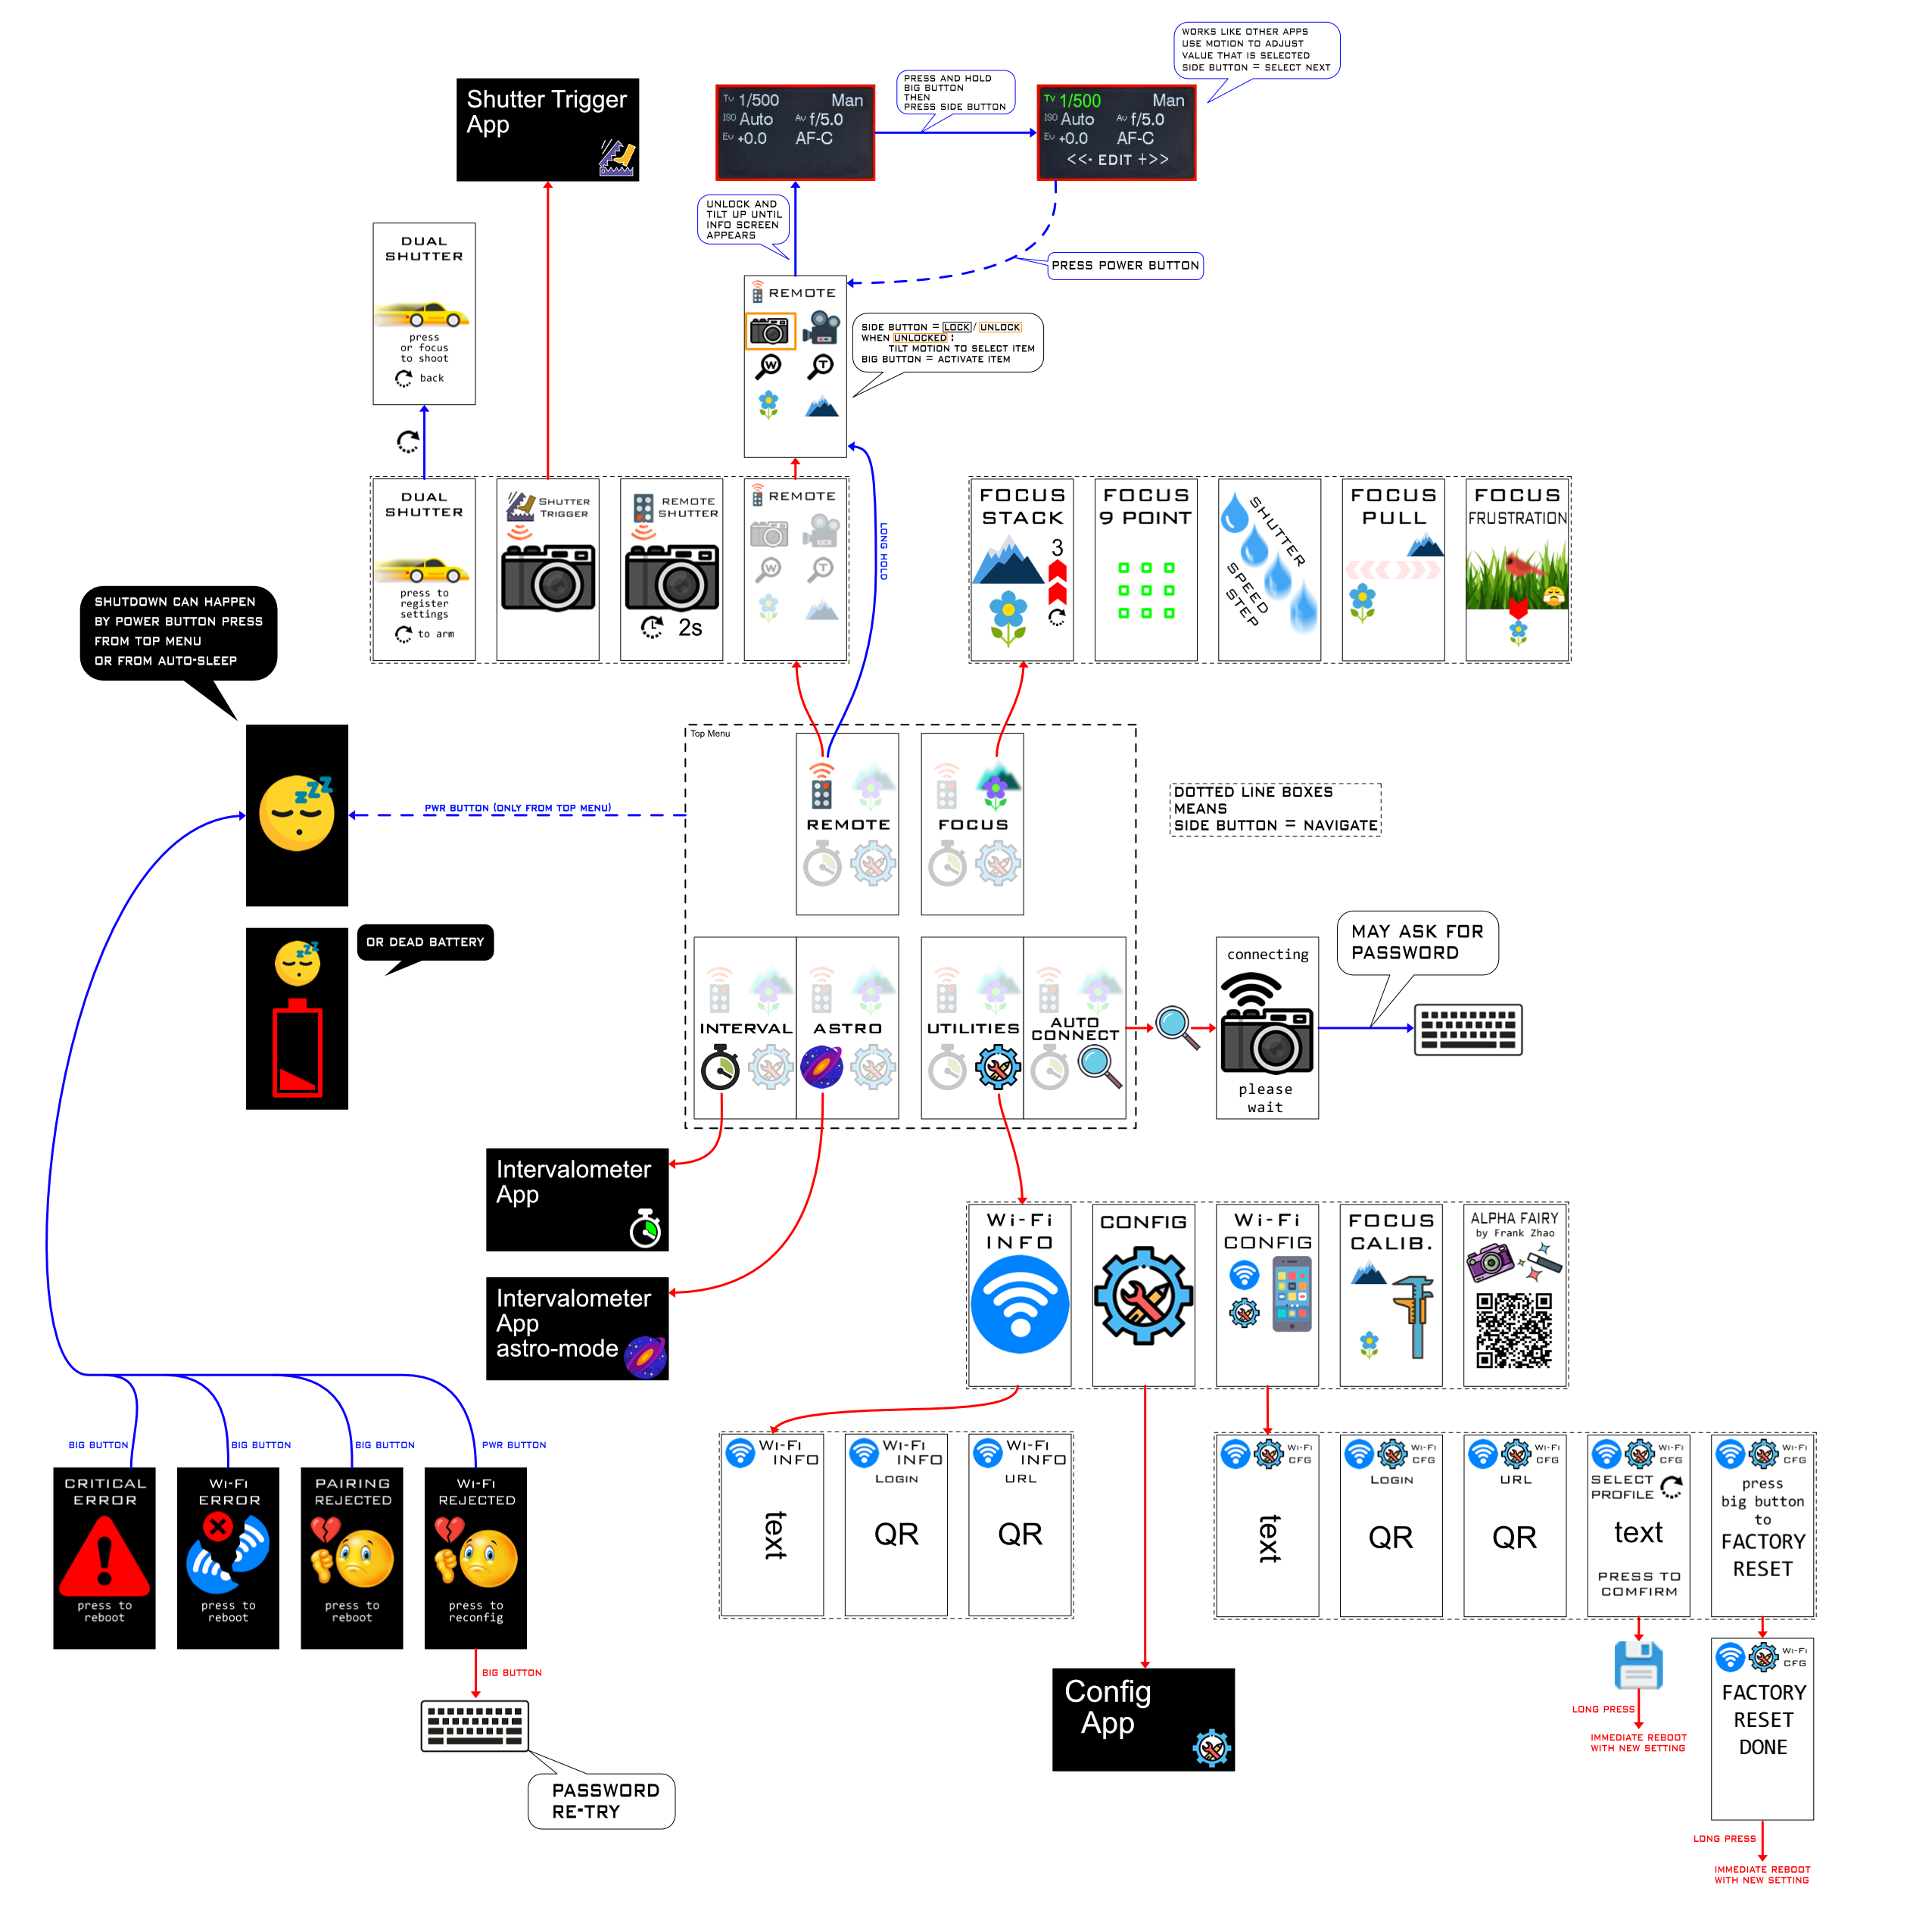 WORKS LIKE OTHER APPS
USE MOTION TO ADJUST
VALUE THAT IS SELECTED
SIDE BUTTON = SELECT NEXT
PRESS AND HOLD
BIG BUTTON
THEN
PRESS SIDE BUTTON
Shutter Trigger
App
Tv 1/500 Man
ISO Auto Av f/5.0
Ev +0.0 AF-C
Tv 1/500 Man
ISO Auto Av f/5.0
Ev +0.0 AF-C
<<- EDIT +>>
UNLOCK AND
TILT UP UNTIL
INFO SCREEN
APPEARS
PRESS POWER BUTTON
DUAL
SHUTTER
press
or focus
to shoot
back
REMOTE
W
T
SIDE BUTTON = LOCK / UNLOCK
WHEN UNLOCKED :
TILT MOTION TO SELECT ITEM
BIG BUTTON = ACTIVATE ITEM
DUAL
SHUTTER
press to
register
settings
to arm
SHUTTER
TRIGGER
REMOTE
SHUTTER
2s
REMOTE
W
T
LONG HOLD
FOCUS
STACK
3
FOCUS
9 POINT
SHUTTER
SPEED
STEP
FOCUS
PULL
FOCUS
FRUSTRATION
SHUTDOWN CAN HAPPEN
BY POWER BUTTON PRESS
FROM TOP MENU
OR FROM AUTO-SLEEP
zzz
PWR BUTTON (ONLY FROM TOP MENU)
Top Menu
REMOTE
FOCUS
DOTTED LINE BOXES
MEANS
SIDE BUTTON = NAVIGATE
OR DEAD BATTERY
zzz
INTERVAL
ASTRO
UTILITIES
AUTO
CONNECT
connecting
please
wait
MAY ASK FOR
PASSWORD
Intervalometer
App
Intervalometer
App
astro-mode
Wi-Fi
INFO
CONFIG
Wi-Fi
CONFIG
FOCUS
CALIB.
ALPHA FAIRY
by Frank Zhao
BIG BUTTON
BIG BUTTON
BIG BUTTON
PWR BUTTON
CRITICAL
ERROR
press to
reboot
Wi-Fi
ERROR
press to
reboot
PAIRING
REJECTED
press to
reboot
Wi-Fi
REJECTED
press to
reconfig
BIG BUTTON
PASSWORD
RE-TRY
Wi-Fi
INFO
text
Wi-Fi
INFO
LOGIN
QR
Wi-Fi
INFO
URL
QR
Wi-Fi
CFG
text
Wi-Fi
CFG
LOGIN
QR
Wi-Fi
CFG
URL
QR
Wi-Fi
CFG
SELECT
PROFILE
text
PRESS TO
COMFIRM
Wi-Fi
CFG
press
big button
to
FACTORY
RESET
Config
App
LONG PRESS
IMMEDIATE REBOOT
WITH NEW SETTING
Wi-Fi
CFG
FACTORY
RESET
DONE
LONG PRESS
IMMEDIATE REBOOT
WITH NEW SETTING